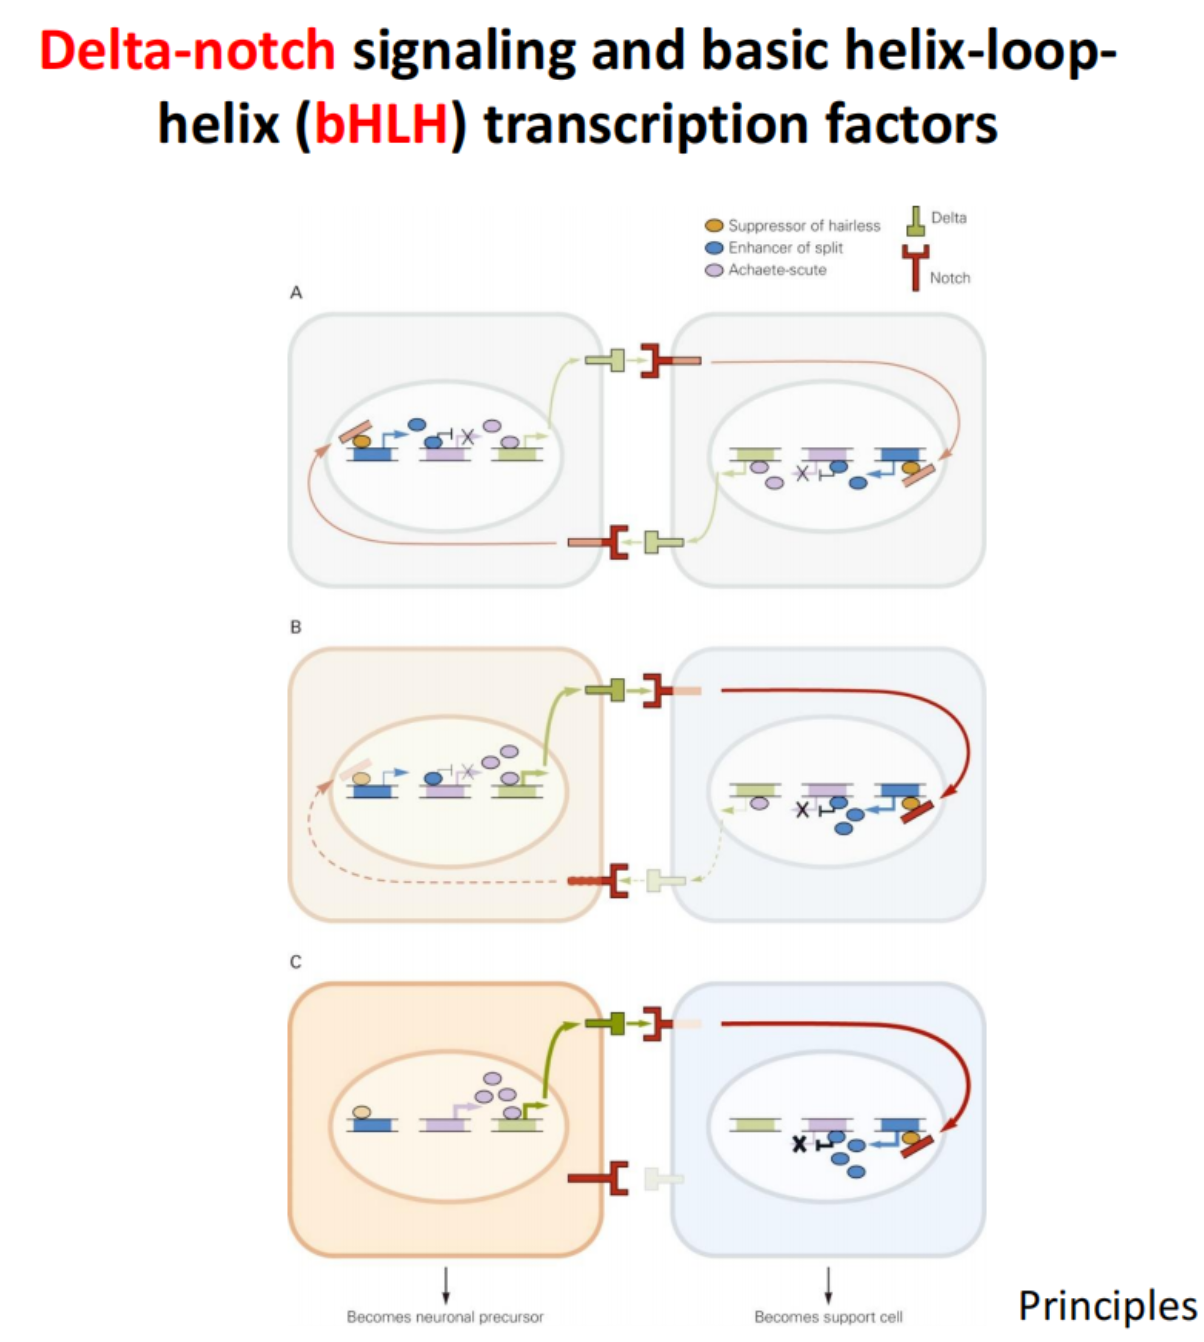 Delta-notch signaling and basic helix-loop-
helix (bHLH) transcription factors
Suppressor of hairless
Enhancer of split
Achaete-scute
Delta
Notch
A
B
C
Becomes neuronal precursor
Becomes support cell
Principles